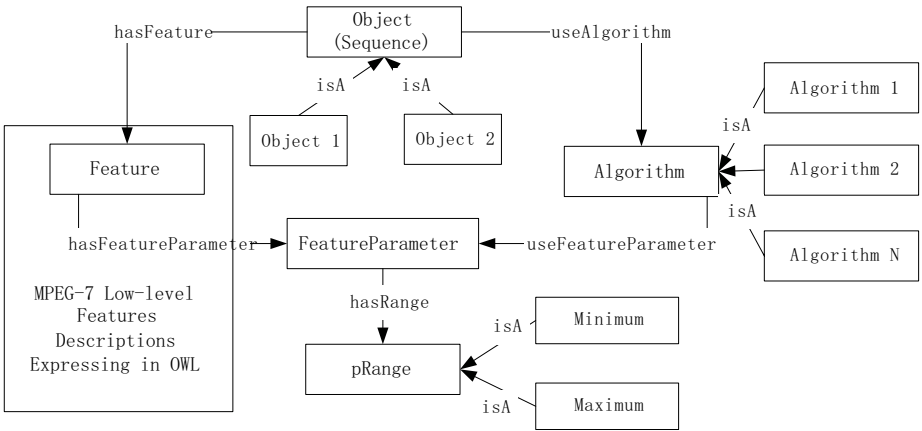 Object
(Sequence)
hasFeature
useAlgorithm
isA
isA
Object 1
Object 2
Algorithm 1
isA
Feature
Algorithm
Algorithm 2
isA
hasFeatureParameter
FeatureParameter
useFeatureParameter
Algorithm N
MPEG-7 Low-level
Features
Descriptions
Expressing in OWL
hasRange
Minimum
isA
pRange
isA
Maximum